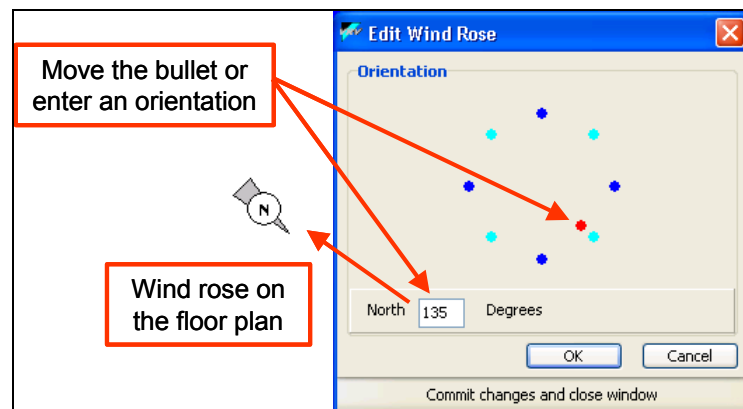 Edit Wind Rose
Move the bullet or
enter an orientation
Orientation
N
Wind rose on
the floor plan
North 135 Degrees
OK Cancel
Commit changes and close window